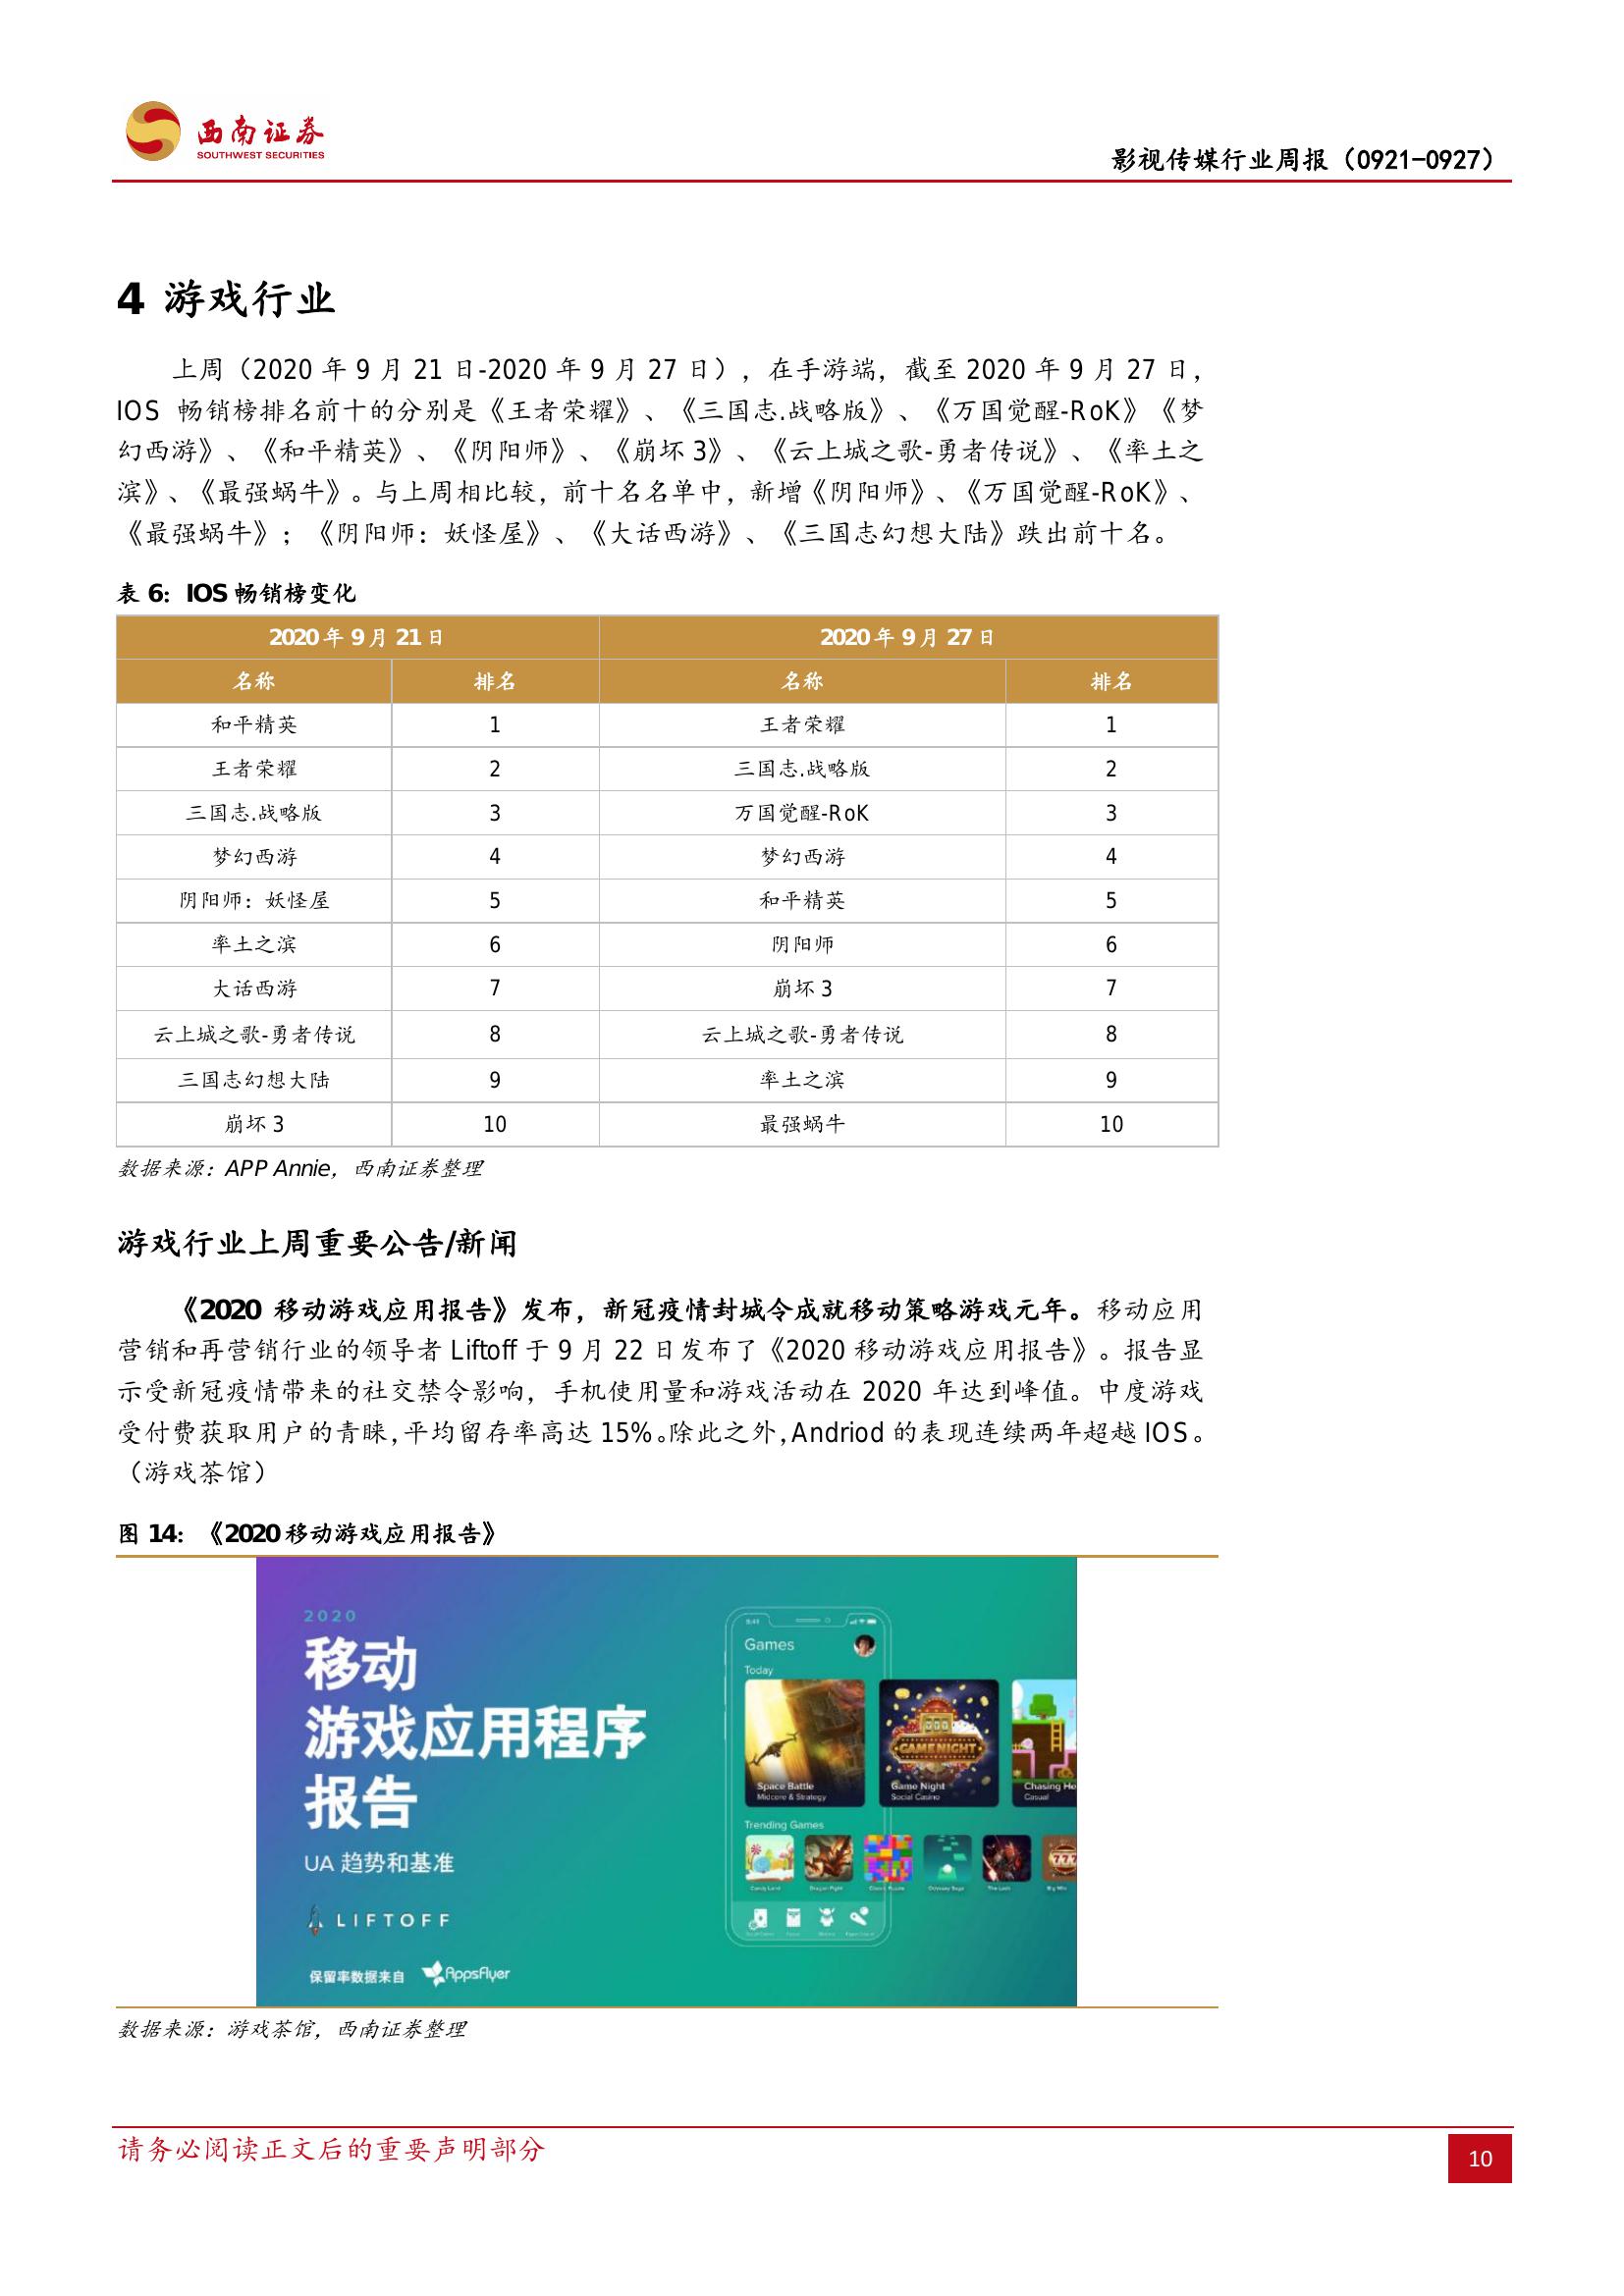 西南证券
SOUTHWEST SECURITIES
影视传媒行业周报（0921-0927）
4 游戏行业
上周（2020 年 9 月 21 日-2020 年 9 月 27 日），在手游端，截至 2020 年 9 月 27 日，
IOS 畅销榜排名前十的分别是《王者荣耀》、《三国志.战略版》、《万国觉醒-RoK》《梦
幻西游》、《和平精英》、《阴阳师》、《崩坏 3》、《云上城之歌-勇者传说》、《率土之
滨》、《最强蜗牛》。与上周相比较，前十名名单中，新增《阴阳师》、《万国觉醒-RoK》、
《最强蜗牛》；《阴阳师：妖怪屋》、《大话西游》、《三国志幻想大陆》跌出前十名。
表 6：IOS 畅销榜变化
2020 年 9 月 21 日 2020 年 9 月 27 日
名称 排名 名称 排名
和平精英 1 王者荣耀 1
王者荣耀 2 三国志.战略版 2
三国志.战略版 3 万国觉醒-RoK 3
梦幻西游 4 梦幻西游 4
阴阳师：妖怪屋 5 和平精英 5
率土之滨 6 阴阳师 6
大话西游 7 崩坏 3 7
云上城之歌-勇者传说 8 云上城之歌-勇者传说 8
三国志幻想大陆 9 率土之滨 9
崩坏 3 10 最强蜗牛 10
数据来源：APP Annie，西南证券整理
游戏行业上周重要公告/新闻
《2020 移动游戏应用报告》发布，新冠疫情封城令成就移动策略游戏元年。移动应用
营销和再营销行业的领导者 Liftoff 于 9 月 22 日发布了《2020 移动游戏应用报告》。报告显
示受新冠疫情带来的社交禁令影响，手机使用量和游戏活动在 2020 年达到峰值。中度游戏
受付费获取用户的青睐，平均留存率高达 15%。除此之外，Andriod 的表现连续两年超越 IOS。
（游戏茶馆）
图 14：《2020 移动游戏应用报告》
2020
移动
游戏应用程序
报告
UA 趋势和基准
LIFTOFF
保留率数据来自 AppsFlyer
9:41
Games
Today
GAME NIGHT
Space Battle
Midcore & Strategy
Game Night
Social Casino
Chasing He
Casual
Trending Games
Candy Land Dragon Fight Classic Puzzle Odyssey Saga The Lost Big Win
数据来源：游戏茶馆，西南证券整理
请务必阅读正文后的重要声明部分
10